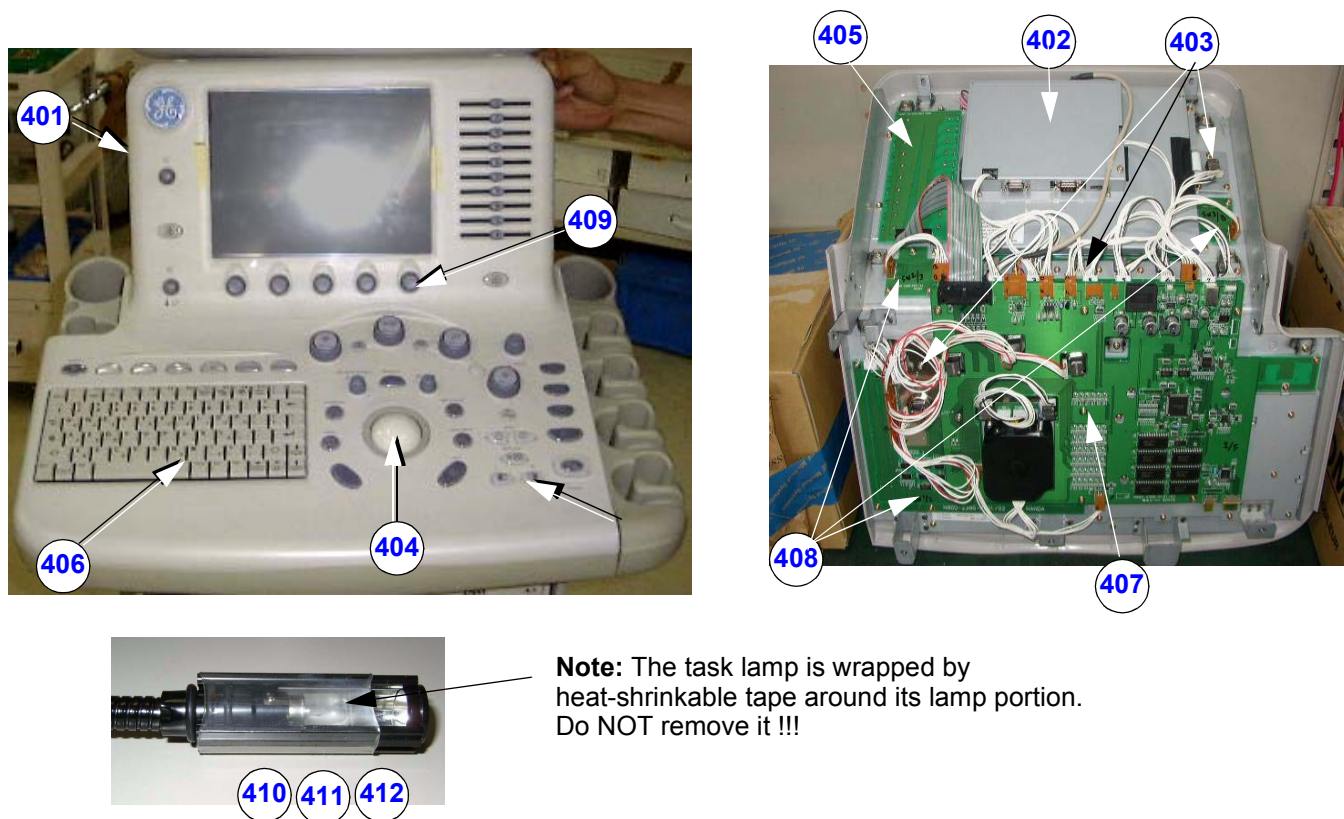 405
402
403
401
409
406
404
408
407
Note: The task lamp is wrapped by
heat-shrinkable tape around its lamp portion.
Do NOT remove it !!!
410 411 412